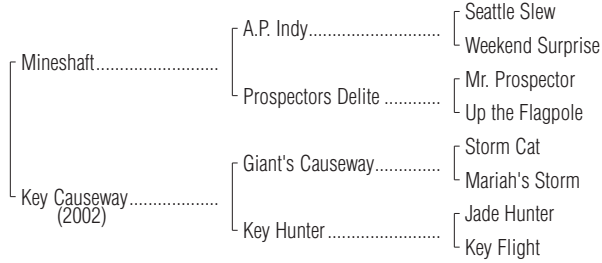 Seattle Slew
A.P. Indy..............................
Weekend Surprise
Mineshaft............................
Mr. Prospector
Prospectors Delite .............
Up the Flagpole
Storm Cat
Giant's Causeway...............
Mariah's Storm
Key Causeway....................
(2002)
Jade Hunter
Key Hunter ..........................
Key Flight